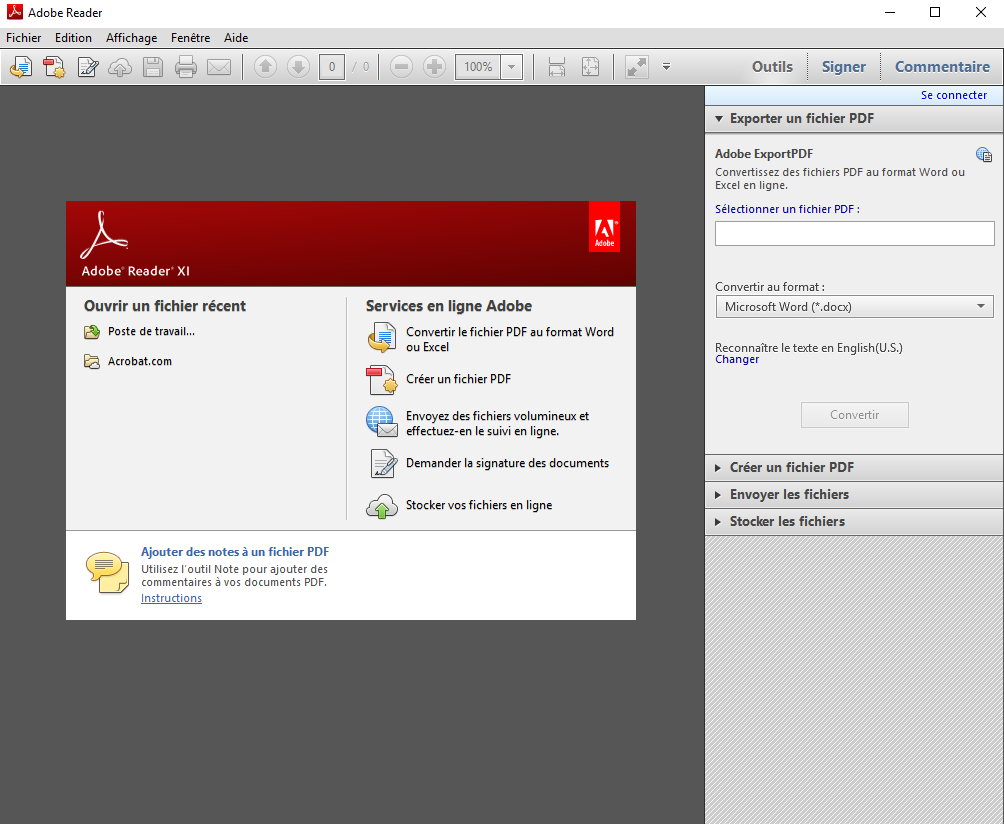 Adobe Reader
Fichier Edition Affichage Fenêtre Aide
0 / 0 100% Outils Signer Commentaire
Se connecter
Exporter un fichier PDF
Adobe ExportPDF
Convertissez des fichiers PDF au format Word ou
Excel en ligne.
Sélectionner un fichier PDF :
Convertir au format :
Microsoft Word (*.docx)
Reconnaître le texte en English(U.S.)
Changer
Convertir
Créer un fichier PDF
Envoyer les fichiers
Stocker les fichiers
Adobe
Adobe® Reader® XI
Ouvrir un fichier récent
Poste de travail...
Acrobat.com
Services en ligne Adobe
Convertir le fichier PDF au format Word
ou Excel
Créer un fichier PDF
Envoyez des fichiers volumineux et
effectuez-en le suivi en ligne.
Demander la signature des documents
Stocker vos fichiers en ligne
Ajouter des notes à un fichier PDF
Utilisez l'outil Note pour ajouter des
commentaires à vos documents PDF.
Instructions